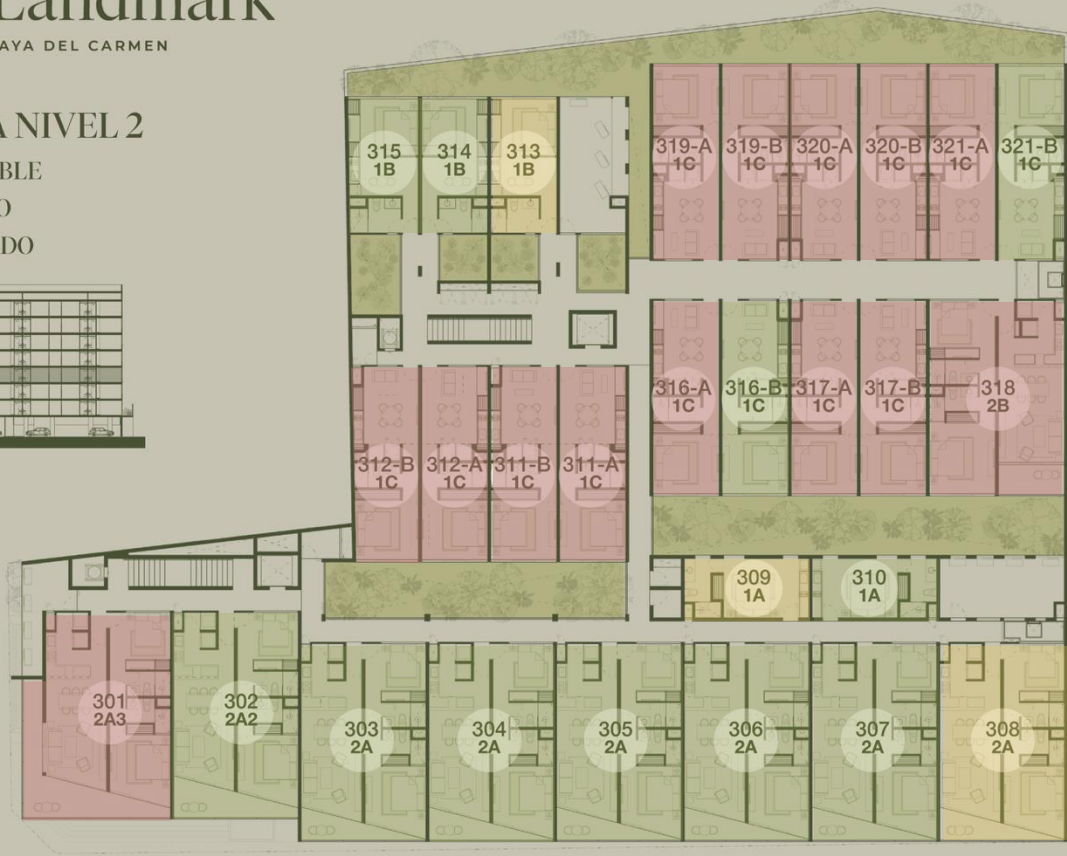 Landmark
AYA DEL CARMEN
A NIVEL 2
BLE
O
DO
315
1B
314
1B
313
1B
319-A
1C
319-B
1C
320-A
1C
320-B
1C
321-A
1C
321-B
1C
316-A
1C
316-B
1C
317-A
1C
317-B
1C
318
2B
312-B
1C
312-A
1C
311-B
1C
311-A
1C
309
1A
310
1A
301
2A3
302
2A2
303
2A
304
2A
305
2A
306
2A
307
2A
308
2A